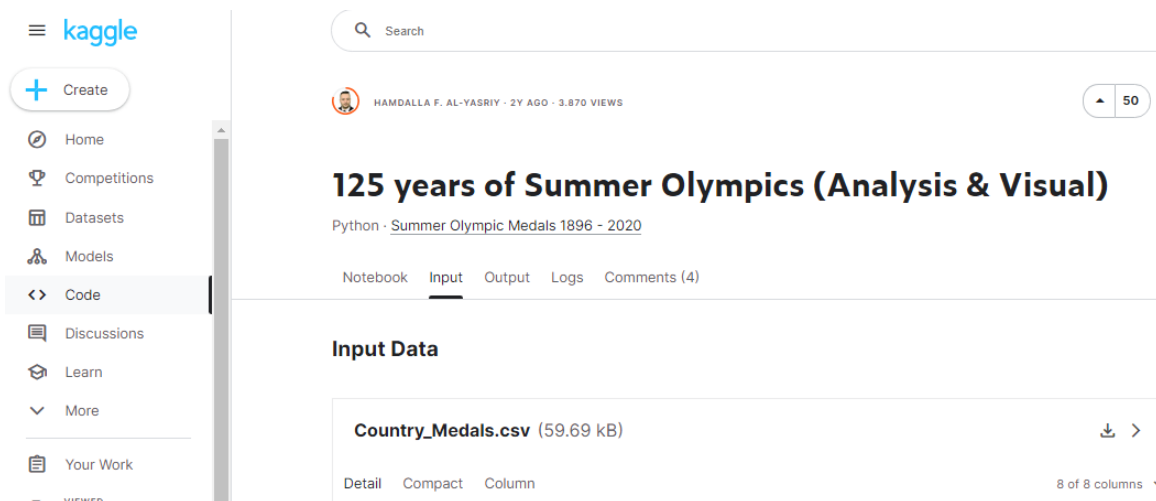 kaggle
Search
Create
HAMDALLA F. AL-YASRIY · 2Y AGO · 3.870 VIEWS
50
Home
Competitions
Datasets
Models
Code
Discussions
Learn
More
Your Work
VIEWED
125 years of Summer Olympics (Analysis & Visual)
Python · Summer Olympic Medals 1896 - 2020
Notebook Input Output Logs Comments (4)
Input Data
Country_Medals.csv (59.69 kB)
Detail Compact Column 8 of 8 columns